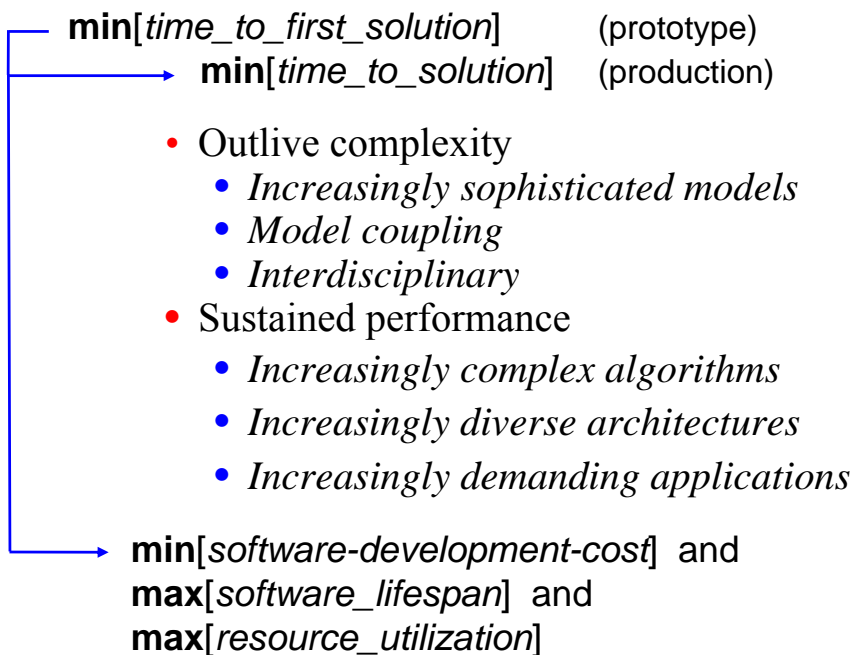 min[time_to_first_solution] (prototype)
min[time_to_solution] (production)
• Outlive complexity
• Increasingly sophisticated models
• Model coupling
• Interdisciplinary
• Sustained performance
• Increasingly complex algorithms
• Increasingly diverse architectures
• Increasingly demanding applications
min[software-development-cost] and
max[software_lifespan] and
max[resource_utilization]